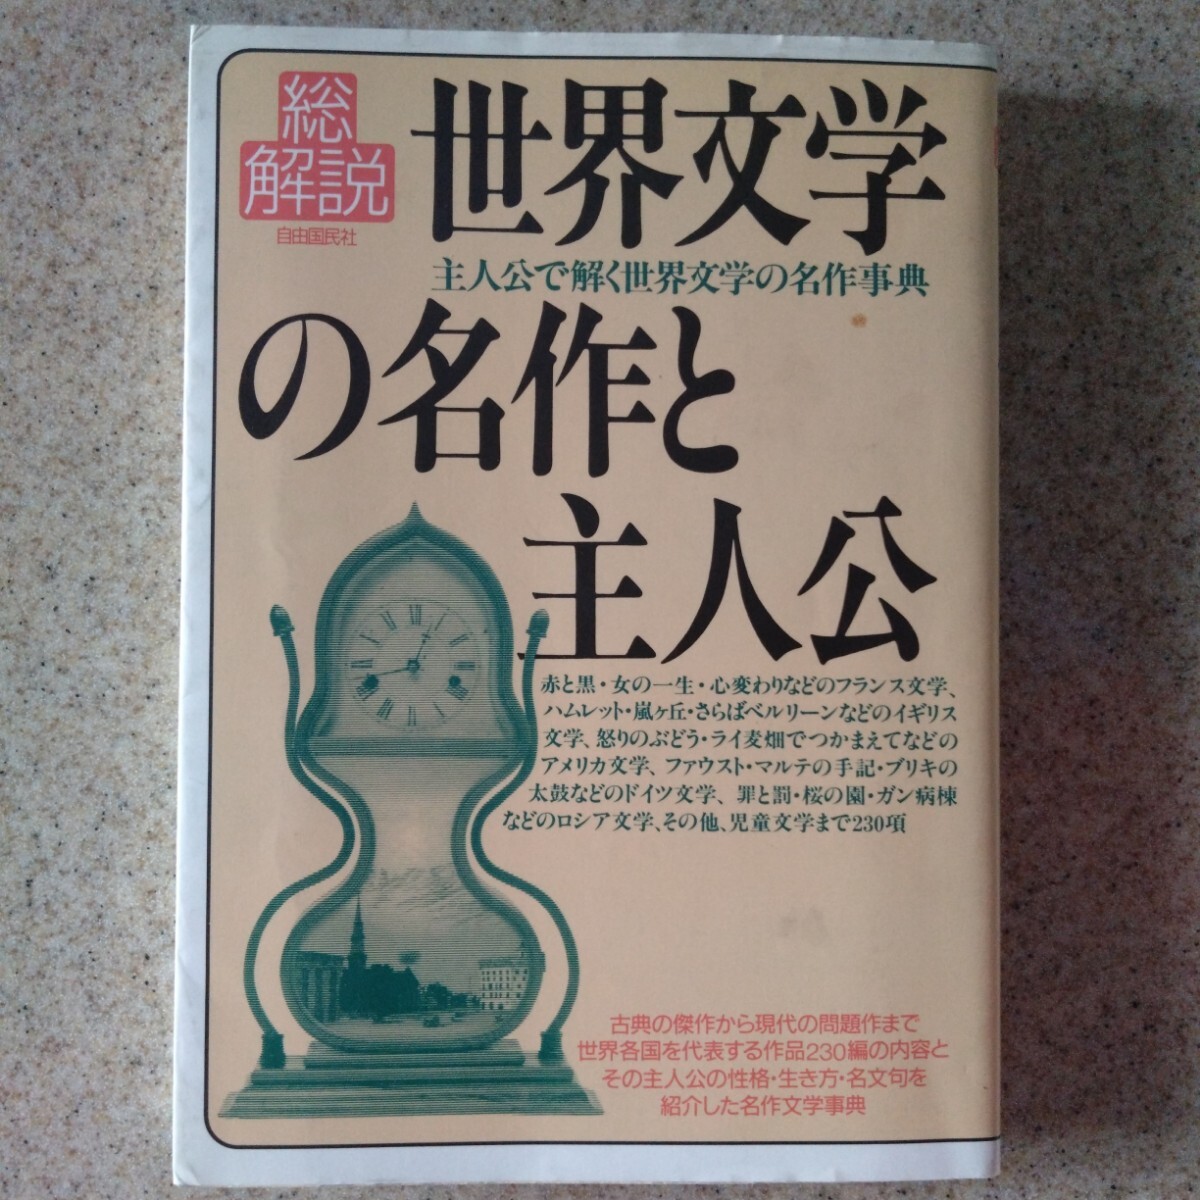 総
解説
自由国民社
世界文学
主人公で解く世界文学の名作事典
の名作と
主人公
赤と黒・女の一生・心変わりなどのフランス文学、
ハムレット・嵐ヶ丘・さらばベルリーンなどのイギリス
文学、怒りのぶどう・ライ麦畑でつかまえてなどの
アメリカ文学、ファウスト・マルテの手記・ブリキの
太鼓などのドイツ文学、罪と罰・桜の園・ガン病棟
などのロシア文学、その他、児童文学まで230項
古典の傑作から現代の問題作まで
世界各国を代表する作品230編の内容と
その主人公の性格・生き方・名文句を
紹介した名作文学事典